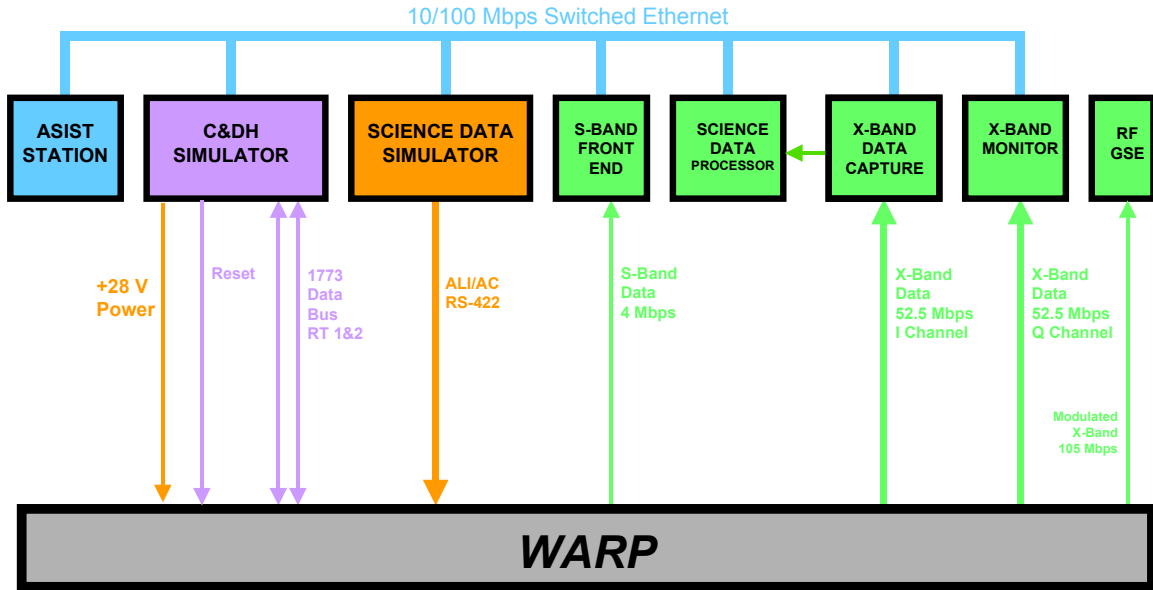 10/100 Mbps Switched Ethernet
ASIST
STATION
C&DH
SIMULATOR
SCIENCE DATA
SIMULATOR
S-BAND
FRONT
END
SCIENCE
DATA
PROCESSOR
X-BAND
DATA
CAPTURE
X-BAND
MONITOR
RF
GSE
+28 V
Power
Reset
1773
Data
Bus
RT 1&2
ALI/AC
RS-422
S-Band
Data
4 Mbps
X-Band
Data
52.5 Mbps
I Channel
X-Band
Data
52.5 Mbps
Q Channel
Modulated
X-Band
105 Mbps
WARP